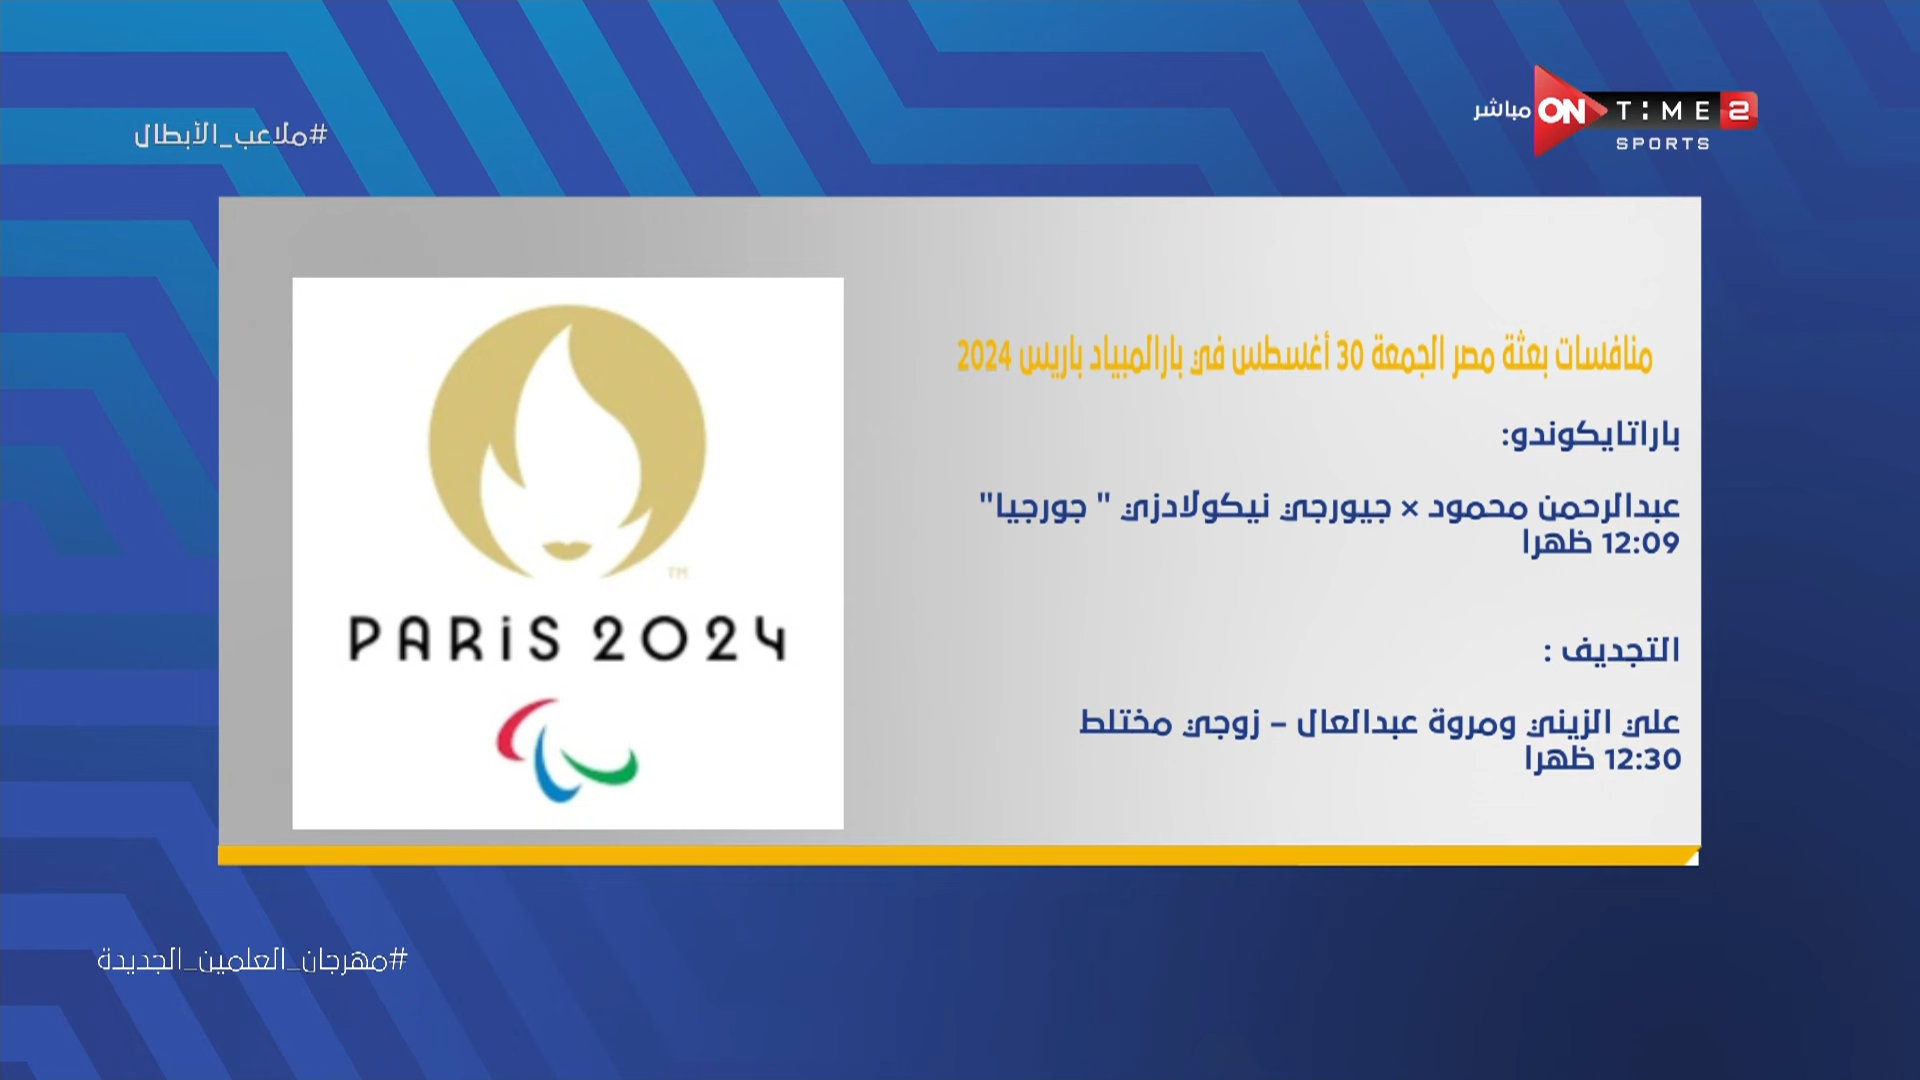 #ملاعب_الأبطال
مباشر ON TIME 2
SPORTS
منافسات بعثة مصر الجمعة 30 أغسطس في بارالمبياد باريس 2024
باراتايكوندو:
عبدالرحمن محمود × جيورجي نيكولادزي " جورجيا"
12:09 ظهرا
التجديف :
علي الزيني ومروة عبدالعال – زوجي مختلط
12:30 ظهرا
TM
PARIS 2024
#مهرجان_العلمين_الجديدة